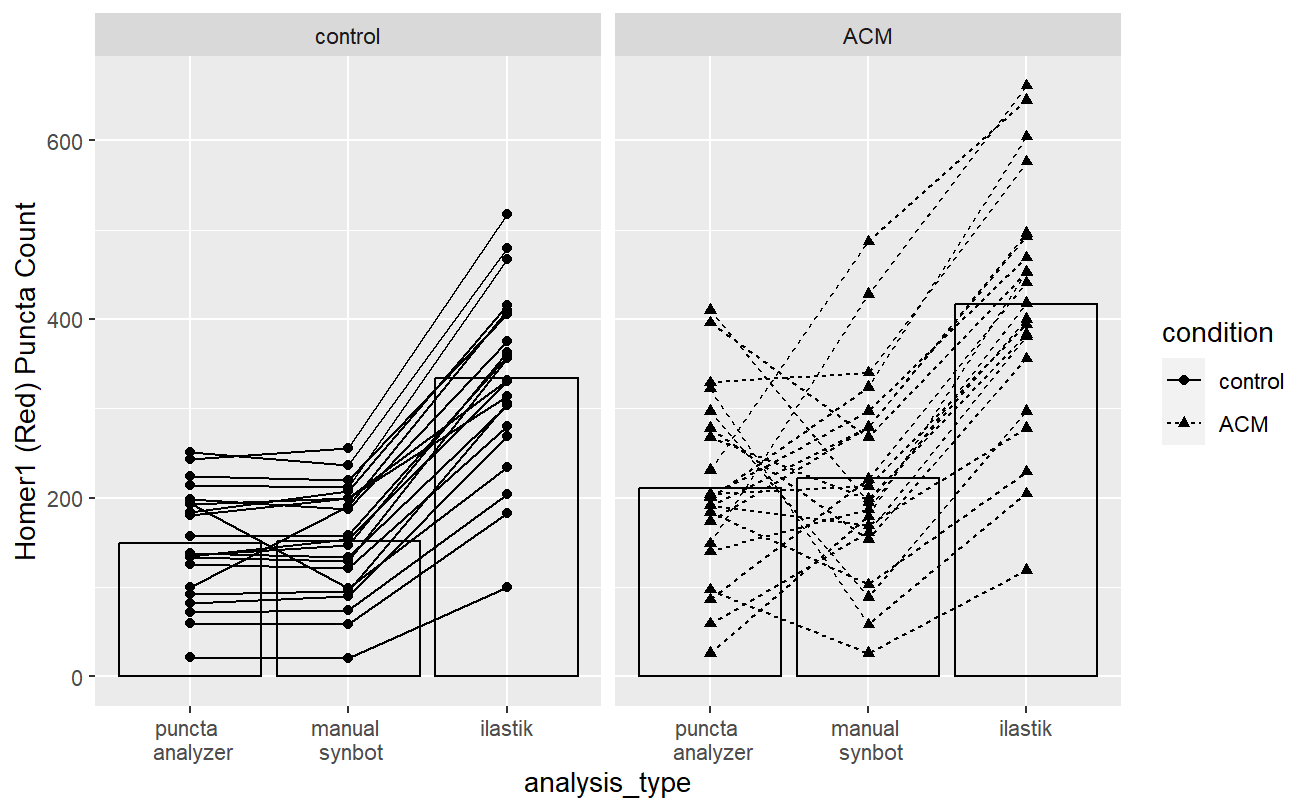 control
ACM
Homer1 (Red) Puncta Count
600
400
200
0
puncta
analyzer
manual
synbot
ilastik
puncta
analyzer
manual
synbot
ilastik
analysis_type
condition
control
ACM